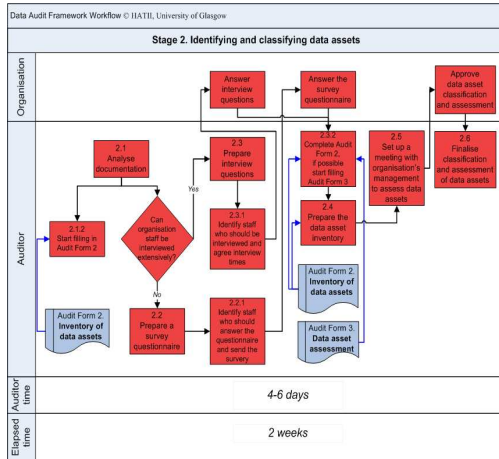 Data Audit Framework Workflow © HATII, University of Glasgow
Stage 2. Identifying and classifying data assets
Organisation
Answer
interview
questions
Answer the
survey
questionnaire
Approve
data asset
classification
and assessment
Auditor
2.1
Analyse
documentation
2.1.2
Start filling in
Audit Form 2
Can
organisation
staff be
interviewed
extensively?
Yes
No
2.3
Prepare
interview
questions
2.3.1
Identify staff
who should be
interviewed and
agree interview
times
2.2
Prepare a
survey
questionnaire
2.2.1
Identify staff
who should
answer the
questionnaire
and send the
survery
2.3.2
Complete Audit
Form 2,
if possible
start filling
Audit Form 3
2.4
Prepare the
data asset
inventory
2.5
Set up a
meeting with
organisation's
management
to assess data
assets
2.6
Finalise
classification
and assessment
of data assets
Audit Form 2.
Inventory of
data assets
Audit Form 2.
Inventory
of data assets
Audit Form 3.
Data asset
assessment
Auditor
time
4-6 days
Elapsed
time
2 weeks